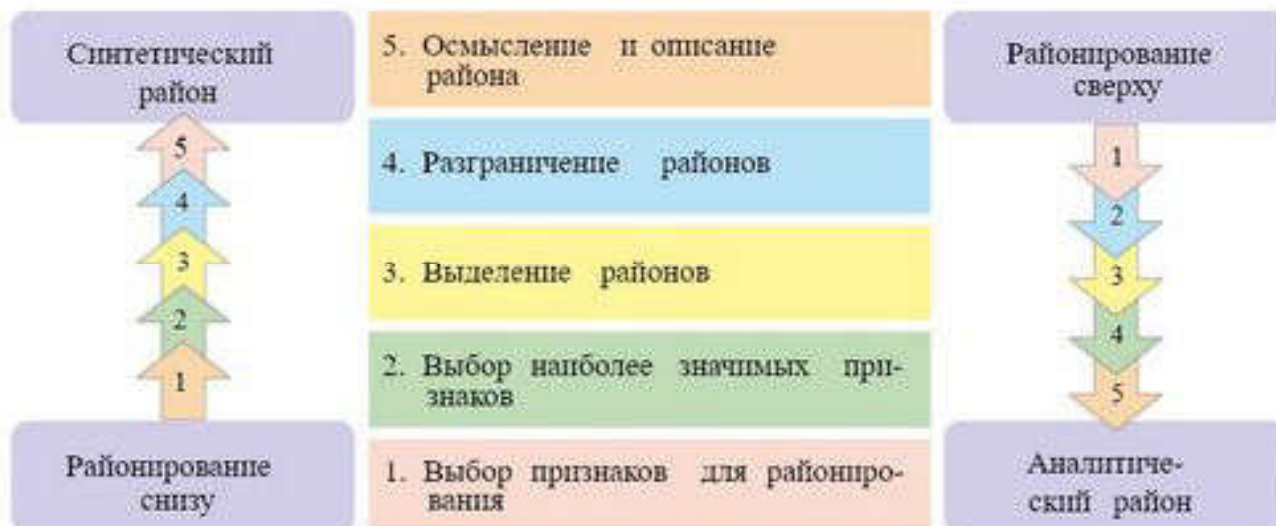 Синтетический
район
5
4
3
2
1
Районирование
снизу
5. Осмысление и описание
района
4. Разграничение районов
3. Выделение районов
2. Выбор наиболее значимых при-
знаков
1. Выбор признаков для райониро-
вания
Районирование
сверху
1
2
3
4
5
Аналитиче-
ский район